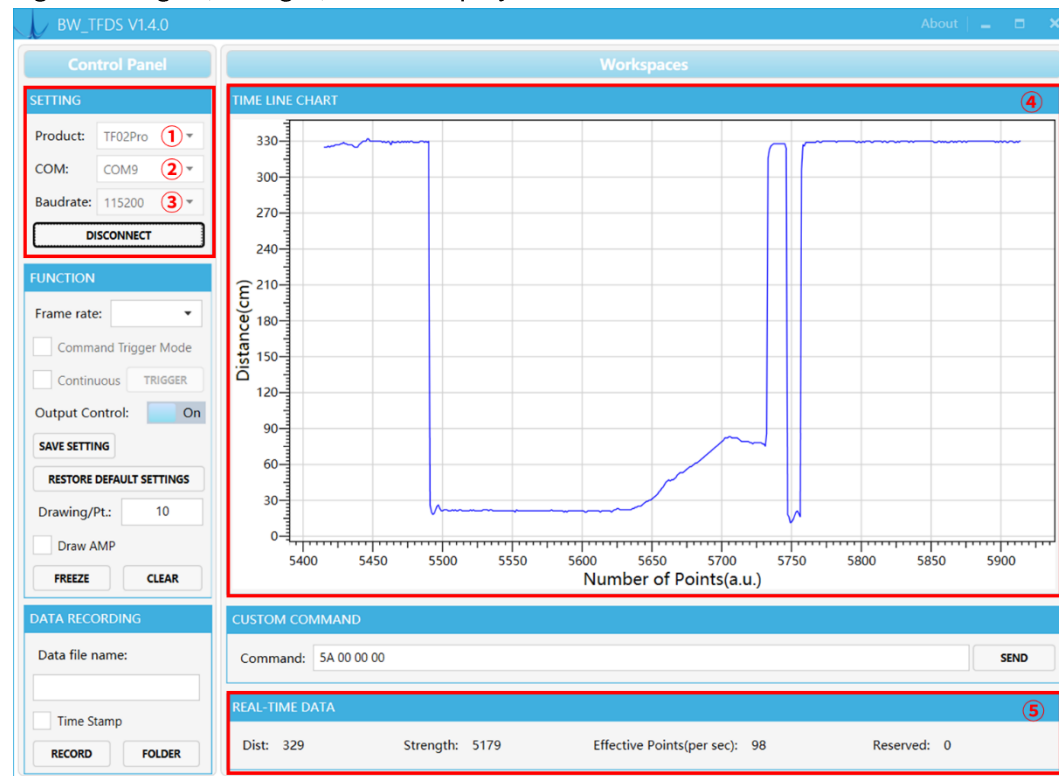 BW_TFDS V1.4.0 About
Control Panel
SETTING
Product: TF02Pro ①
COM: COM9 ②
Baudrate: 115200 ③
DISCONNECT
FUNCTION
Frame rate:
Command Trigger Mode
Continuous TRIGGER
Output Control: On
SAVE SETTING
RESTORE DEFAULT SETTINGS
Drawing/Pt.: 10
Draw AMP
FREEZE CLEAR
DATA RECORDING
Data file name:
Time Stamp
RECORD FOLDER
Workspaces
TIME LINE CHART ④
Distance(cm)
330
300
270
240
210
180
150
120
90
60
30
0
5400 5450 5500 5550 5600 5650 5700 5750 5800 5850 5900
Number of Points(a.u.)
CUSTOM COMMAND
Command: 5A 00 00 00 SEND
REAL-TIME DATA ⑤
Dist: 329 Strength: 5179 Effective Points(per sec): 98 Reserved: 0